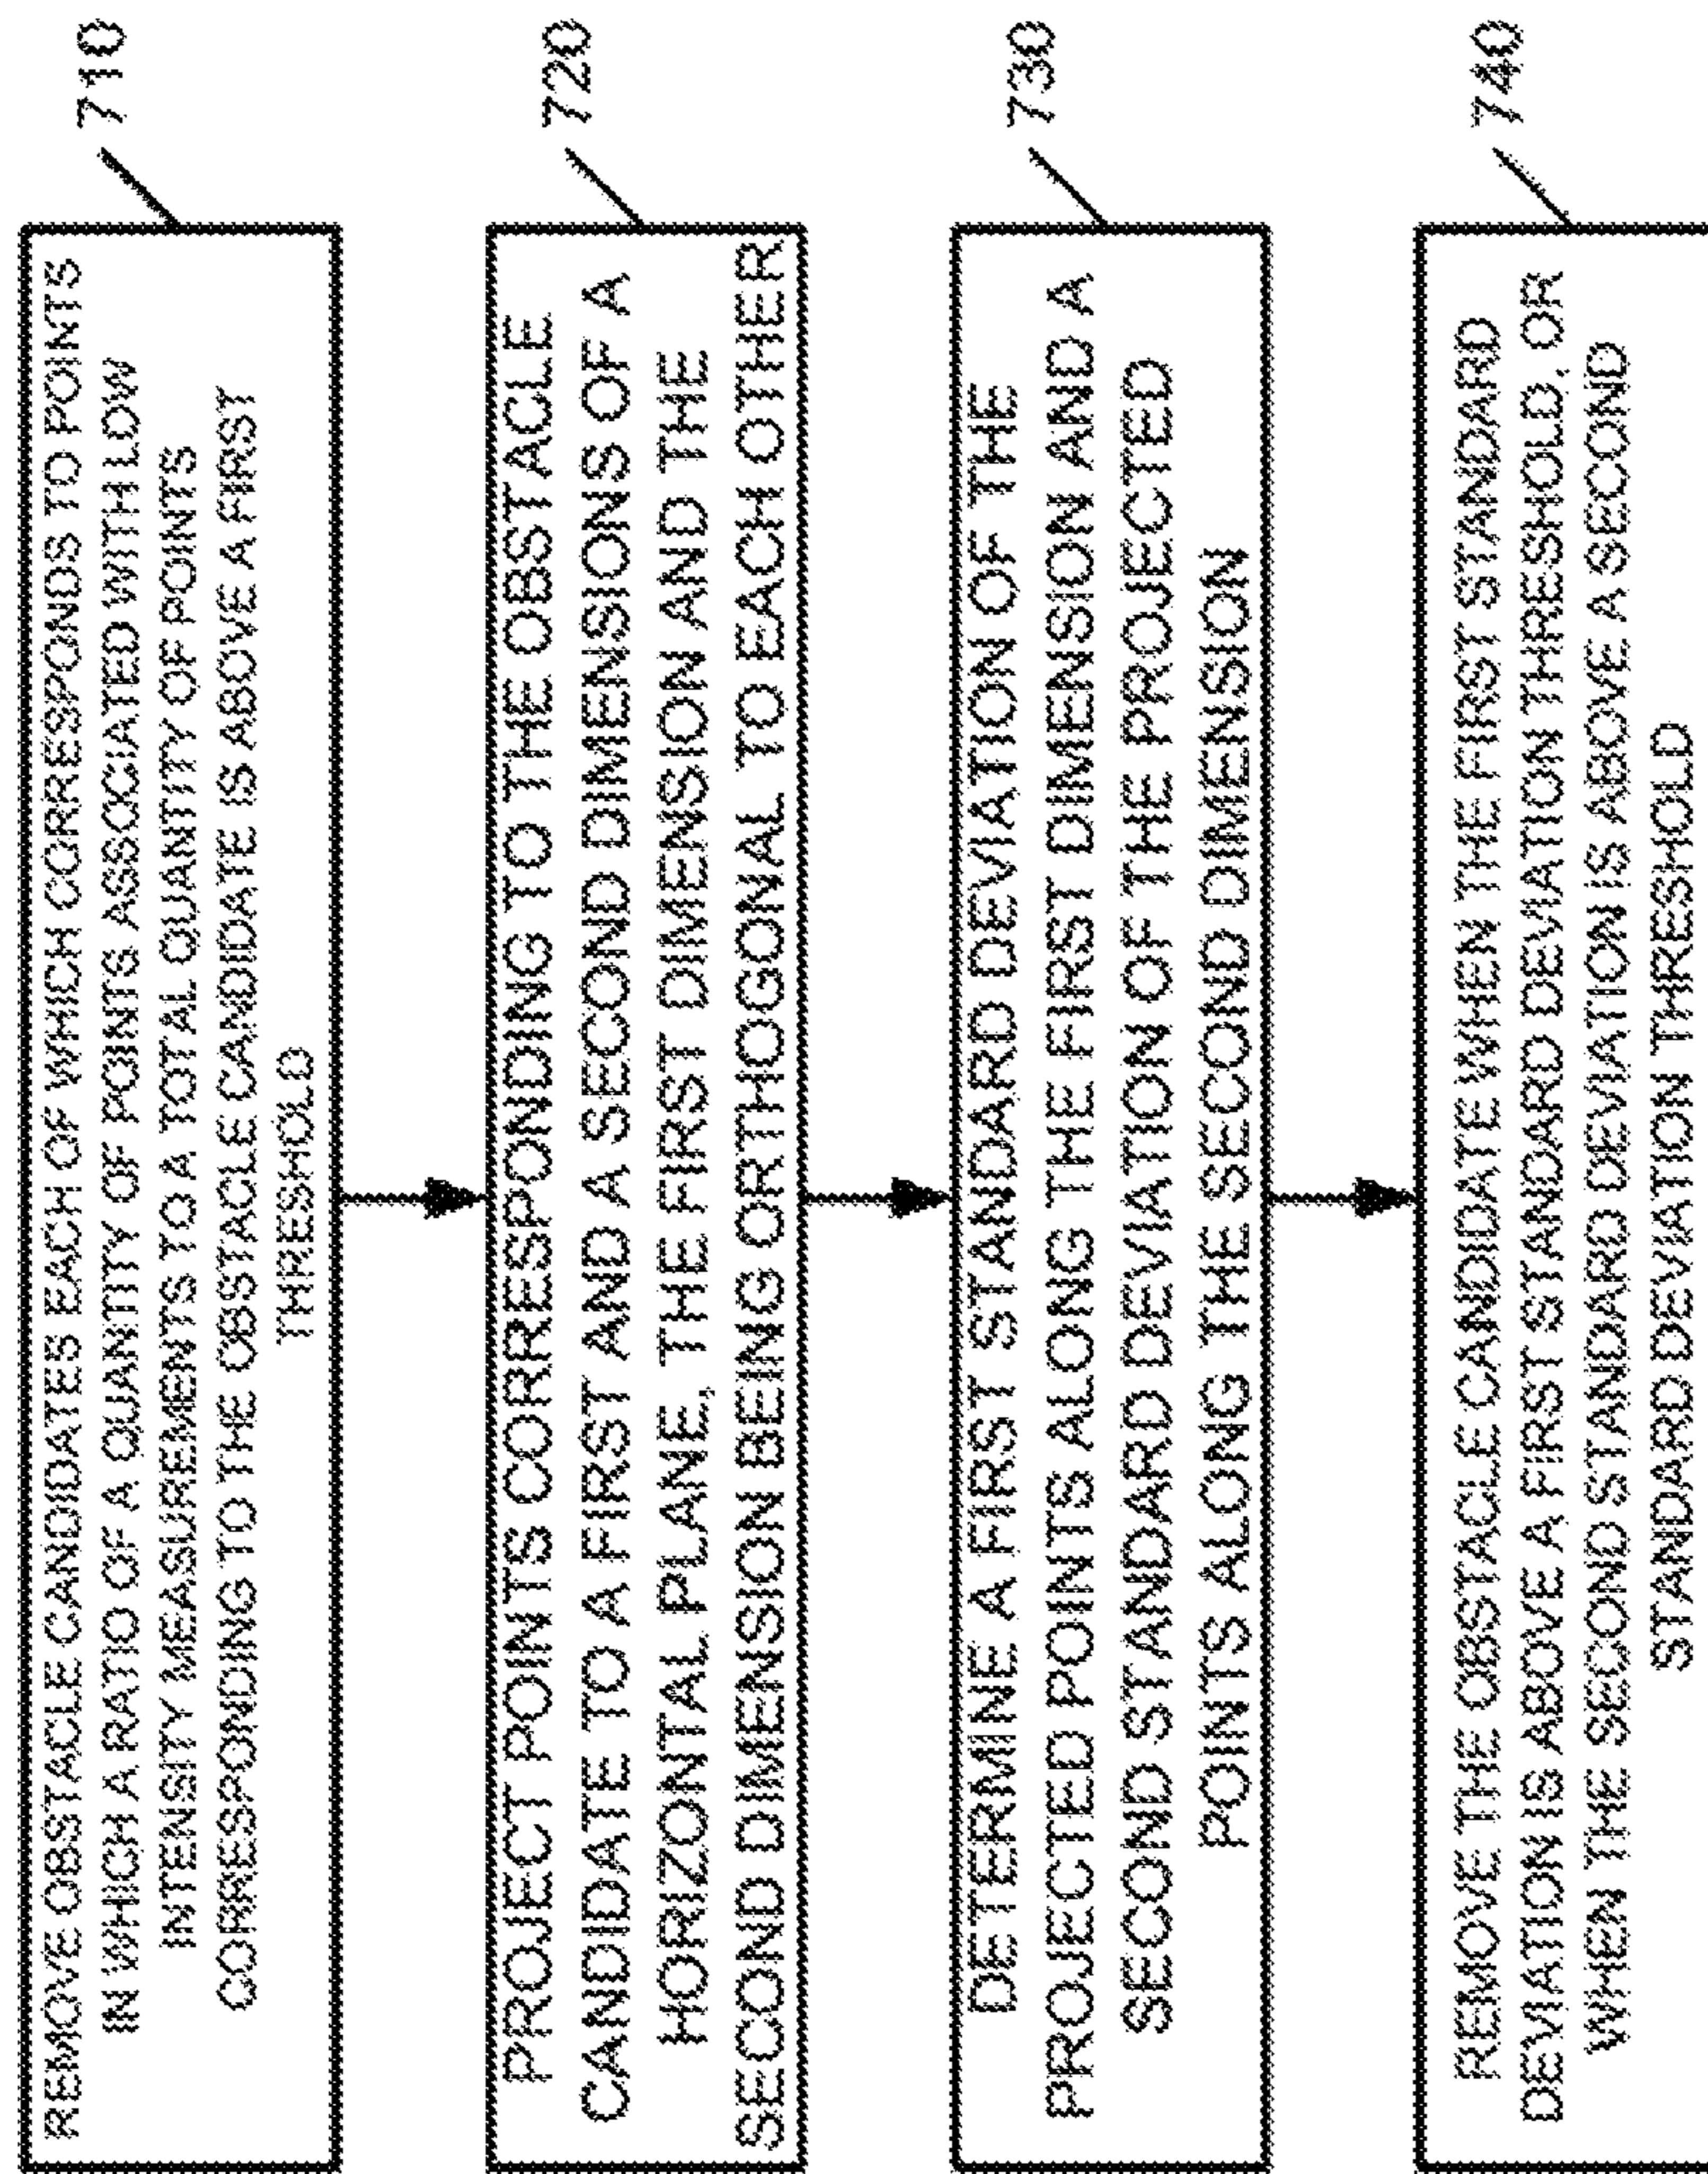 REMOVE OBSTACLE CANDIDATES EACH OF WHICH CORRESPONDS TO POINTS
IN WHICH A RATIO OF A QUANTITY OF POINTS ASSOCIATED WITH LOW
INTENSITY MEASUREMENTS TO A TOTAL QUANTITY OF POINTS
CORRESPONDING TO THE OBSTACLE CANDIDATE IS ABOVE A FIRST
THRESHOLD
710
PROJECT POINTS CORRESPONDING TO THE OBSTACLE
CANDIDATE TO A FIRST AND A SECOND DIMENSIONS OF A
HORIZONTAL PLANE, THE FIRST DIMENSION AND THE
SECOND DIMENSION BEING ORTHOGONAL TO EACH OTHER
720
DETERMINE A FIRST STANDARD DEVIATION OF THE
PROJECTED POINTS ALONG THE FIRST DIMENSION AND A
SECOND STANDARD DEVIATION OF THE PROJECTED
POINTS ALONG THE SECOND DIMENSION
730
REMOVE THE OBSTACLE CANDIDATE WHEN THE FIRST STANDARD
DEVIATION IS ABOVE A FIRST STANDARD DEVIATION THRESHOLD, OR
WHEN THE SECOND STANDARD DEVIATION IS ABOVE A SECOND
STANDARD DEVIATION THRESHOLD
740